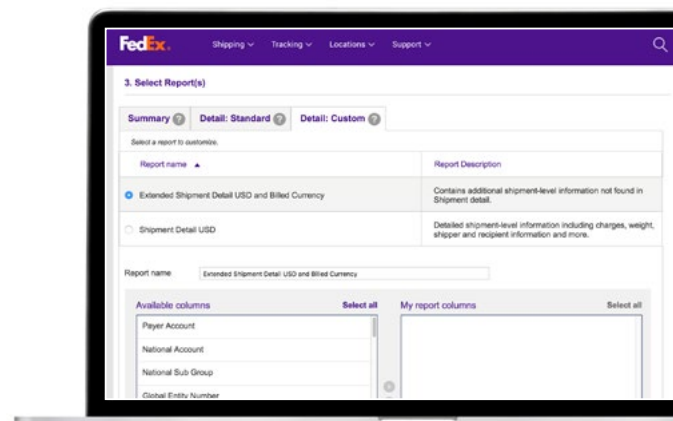 FedEx.
Shipping
Tracking
Locations
Support
3. Select Report(s)
Summary ?
Detail: Standard ?
Detail: Custom ?
Select a report to customize.
Report name
Report Description
Extended Shipment Detail USD and Billed Currency
Contains additional shipment-level information not found in
Shipment detail.
Shipment Detail USD
Detailed shipment-level information including charges, weight,
shipper and recipient information and more.
Report name
Extended Shipment Detail USD and Billed Currency
Available columns
Select all
My report columns
Select all
Payer Account
National Account
National Sub Group
Global Entity Number